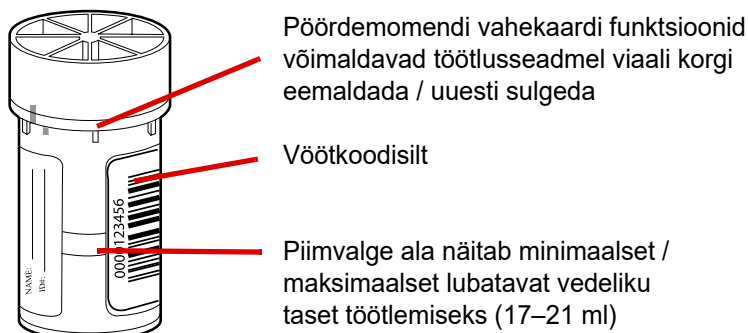 Pöördemomendi vahekaardi funktsioonid
võimaldavad töötlusseadmel viaali korgi
eemaldada / uuesti sulgeda
Vöötkoodisilt
Piimvalge ala näitab minimaalset /
maksimaalset lubatavat vedeliku
taset töötlemiseks (17–21 ml)
NAME:
ID#:
0000123456